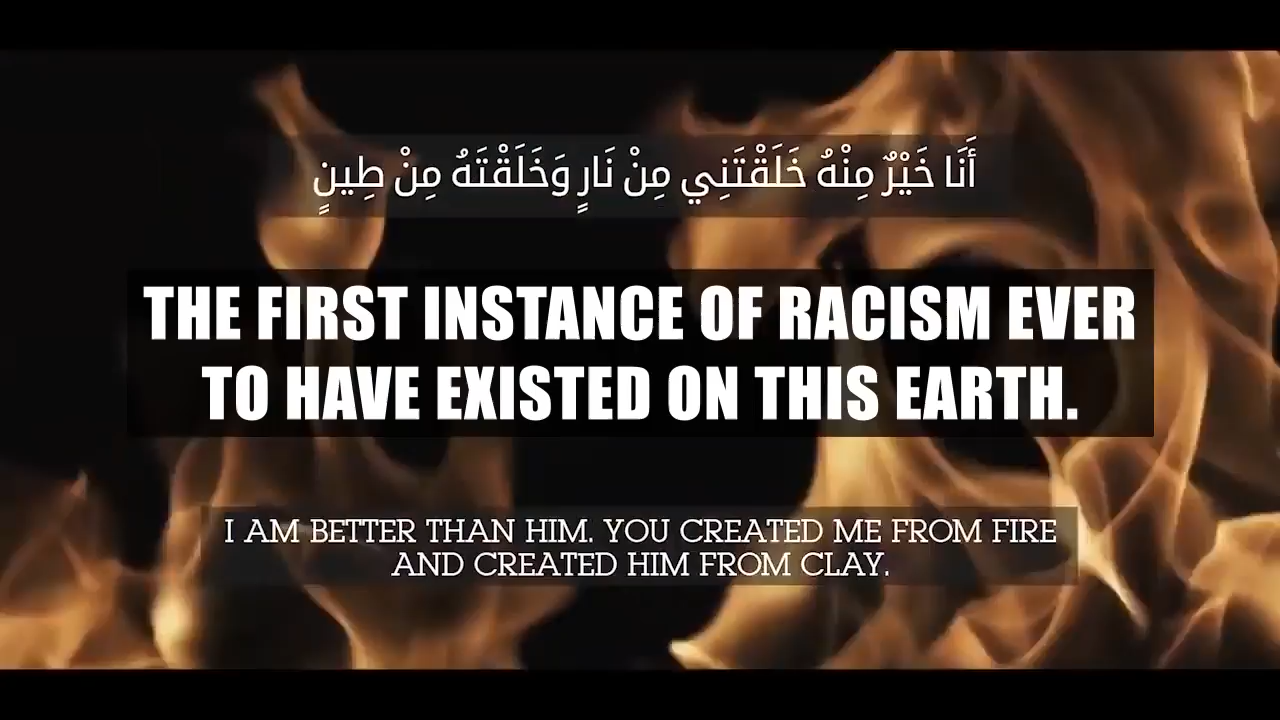 أَنَا خَيْرٌ مِنْهُ خَلَقْتَنِي مِنْ نَارٍ وَخَلَقْتَهُ مِنْ طِينٍ
THE FIRST INSTANCE OF RACISM EVER
TO HAVE EXISTED ON THIS EARTH.
I AM BETTER THAN HIM. YOU CREATED ME FROM FIRE
AND CREATED HIM FROM CLAY.